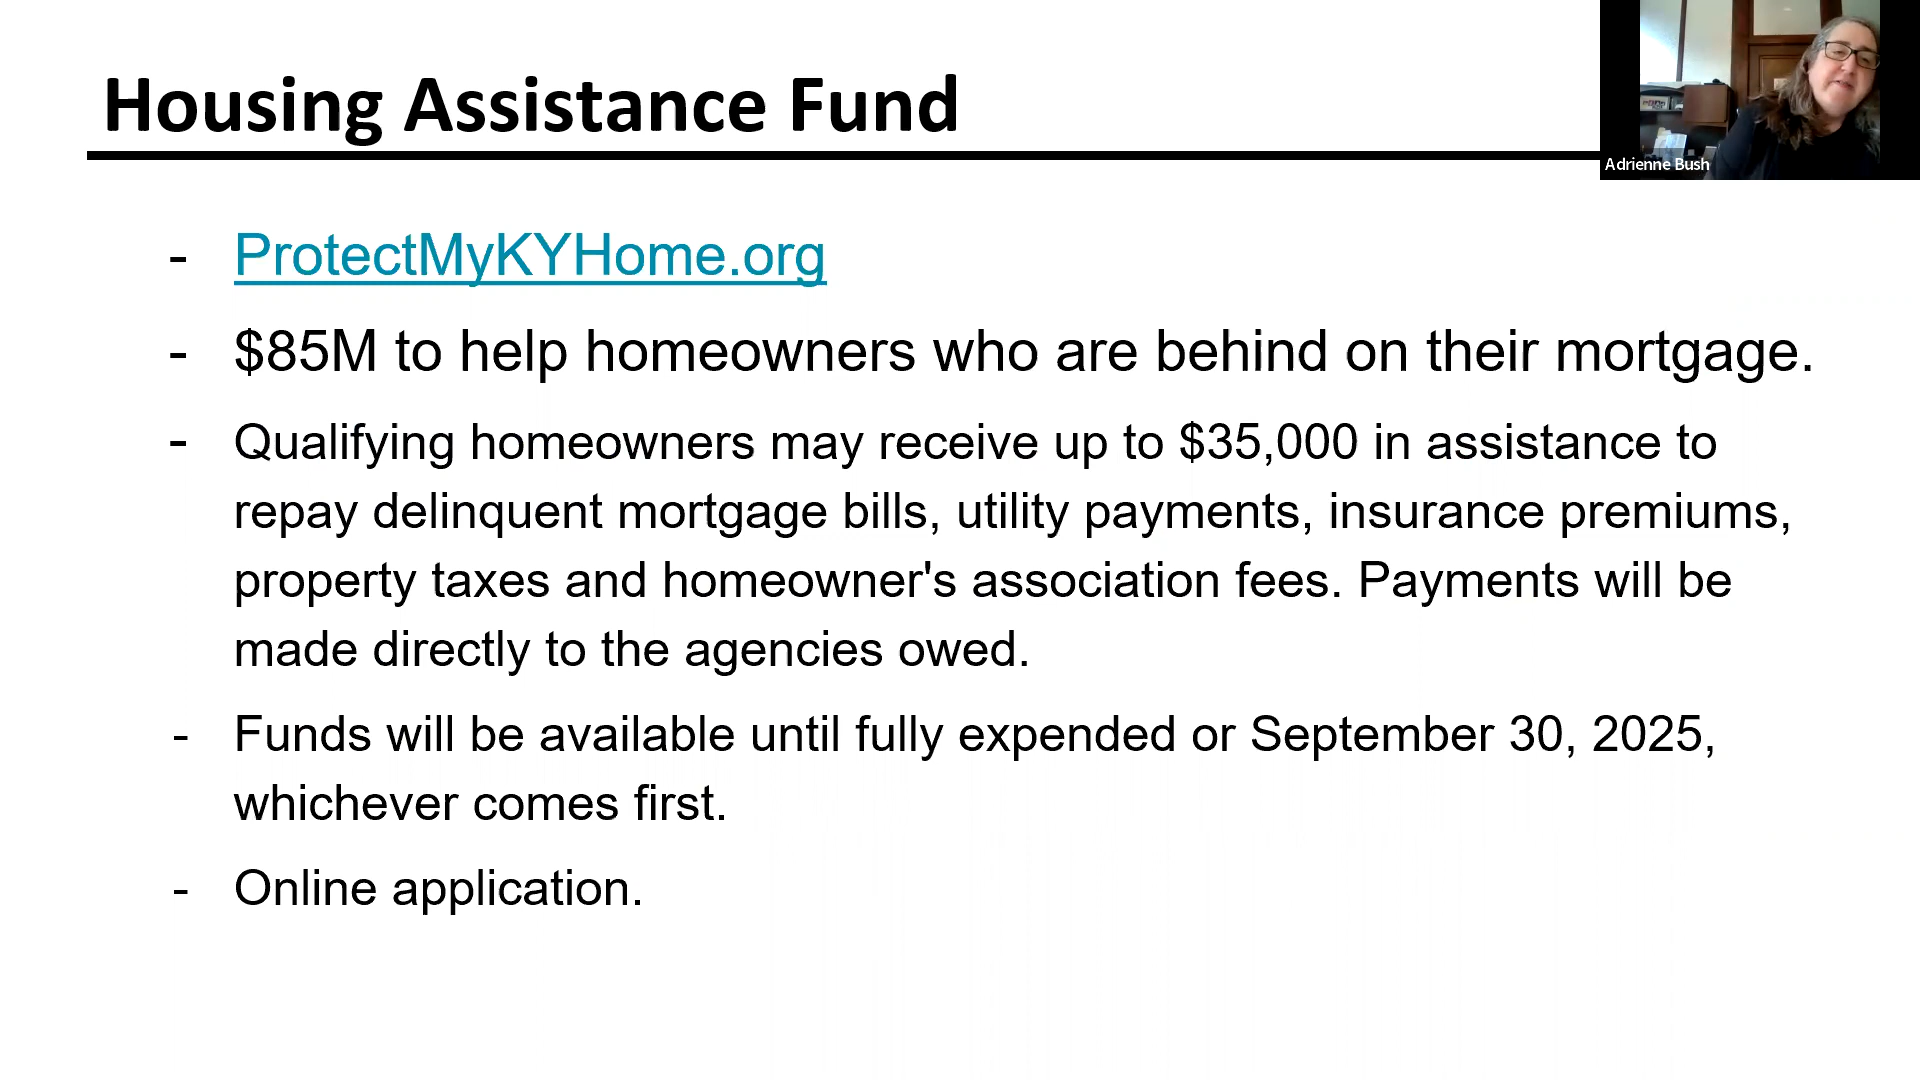 Housing Assistance Fund
Adrienne Bush
- ProtectMyKYHome.org
- $85M to help homeowners who are behind on their mortgage.
- Qualifying homeowners may receive up to $35,000 in assistance to
repay delinquent mortgage bills, utility payments, insurance premiums,
property taxes and homeowner's association fees. Payments will be
made directly to the agencies owed.
- Funds will be available until fully expended or September 30, 2025,
whichever comes first.
- Online application.